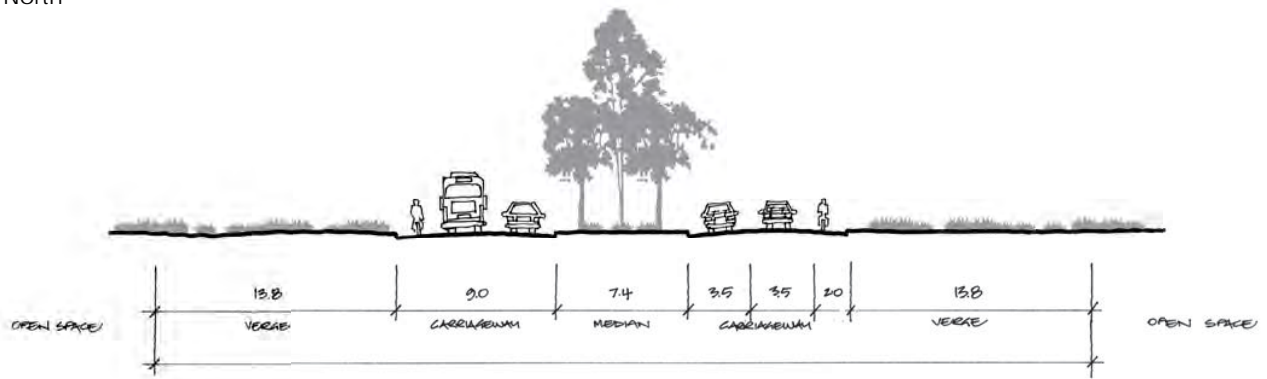 North
13.8 9.0 7.4 3.5 3.5 2.0 13.8
OPEN SPACE VERGE CARRIAGEWAY MEDIAN CARRIAGEWAY VERGE OPEN SPACE